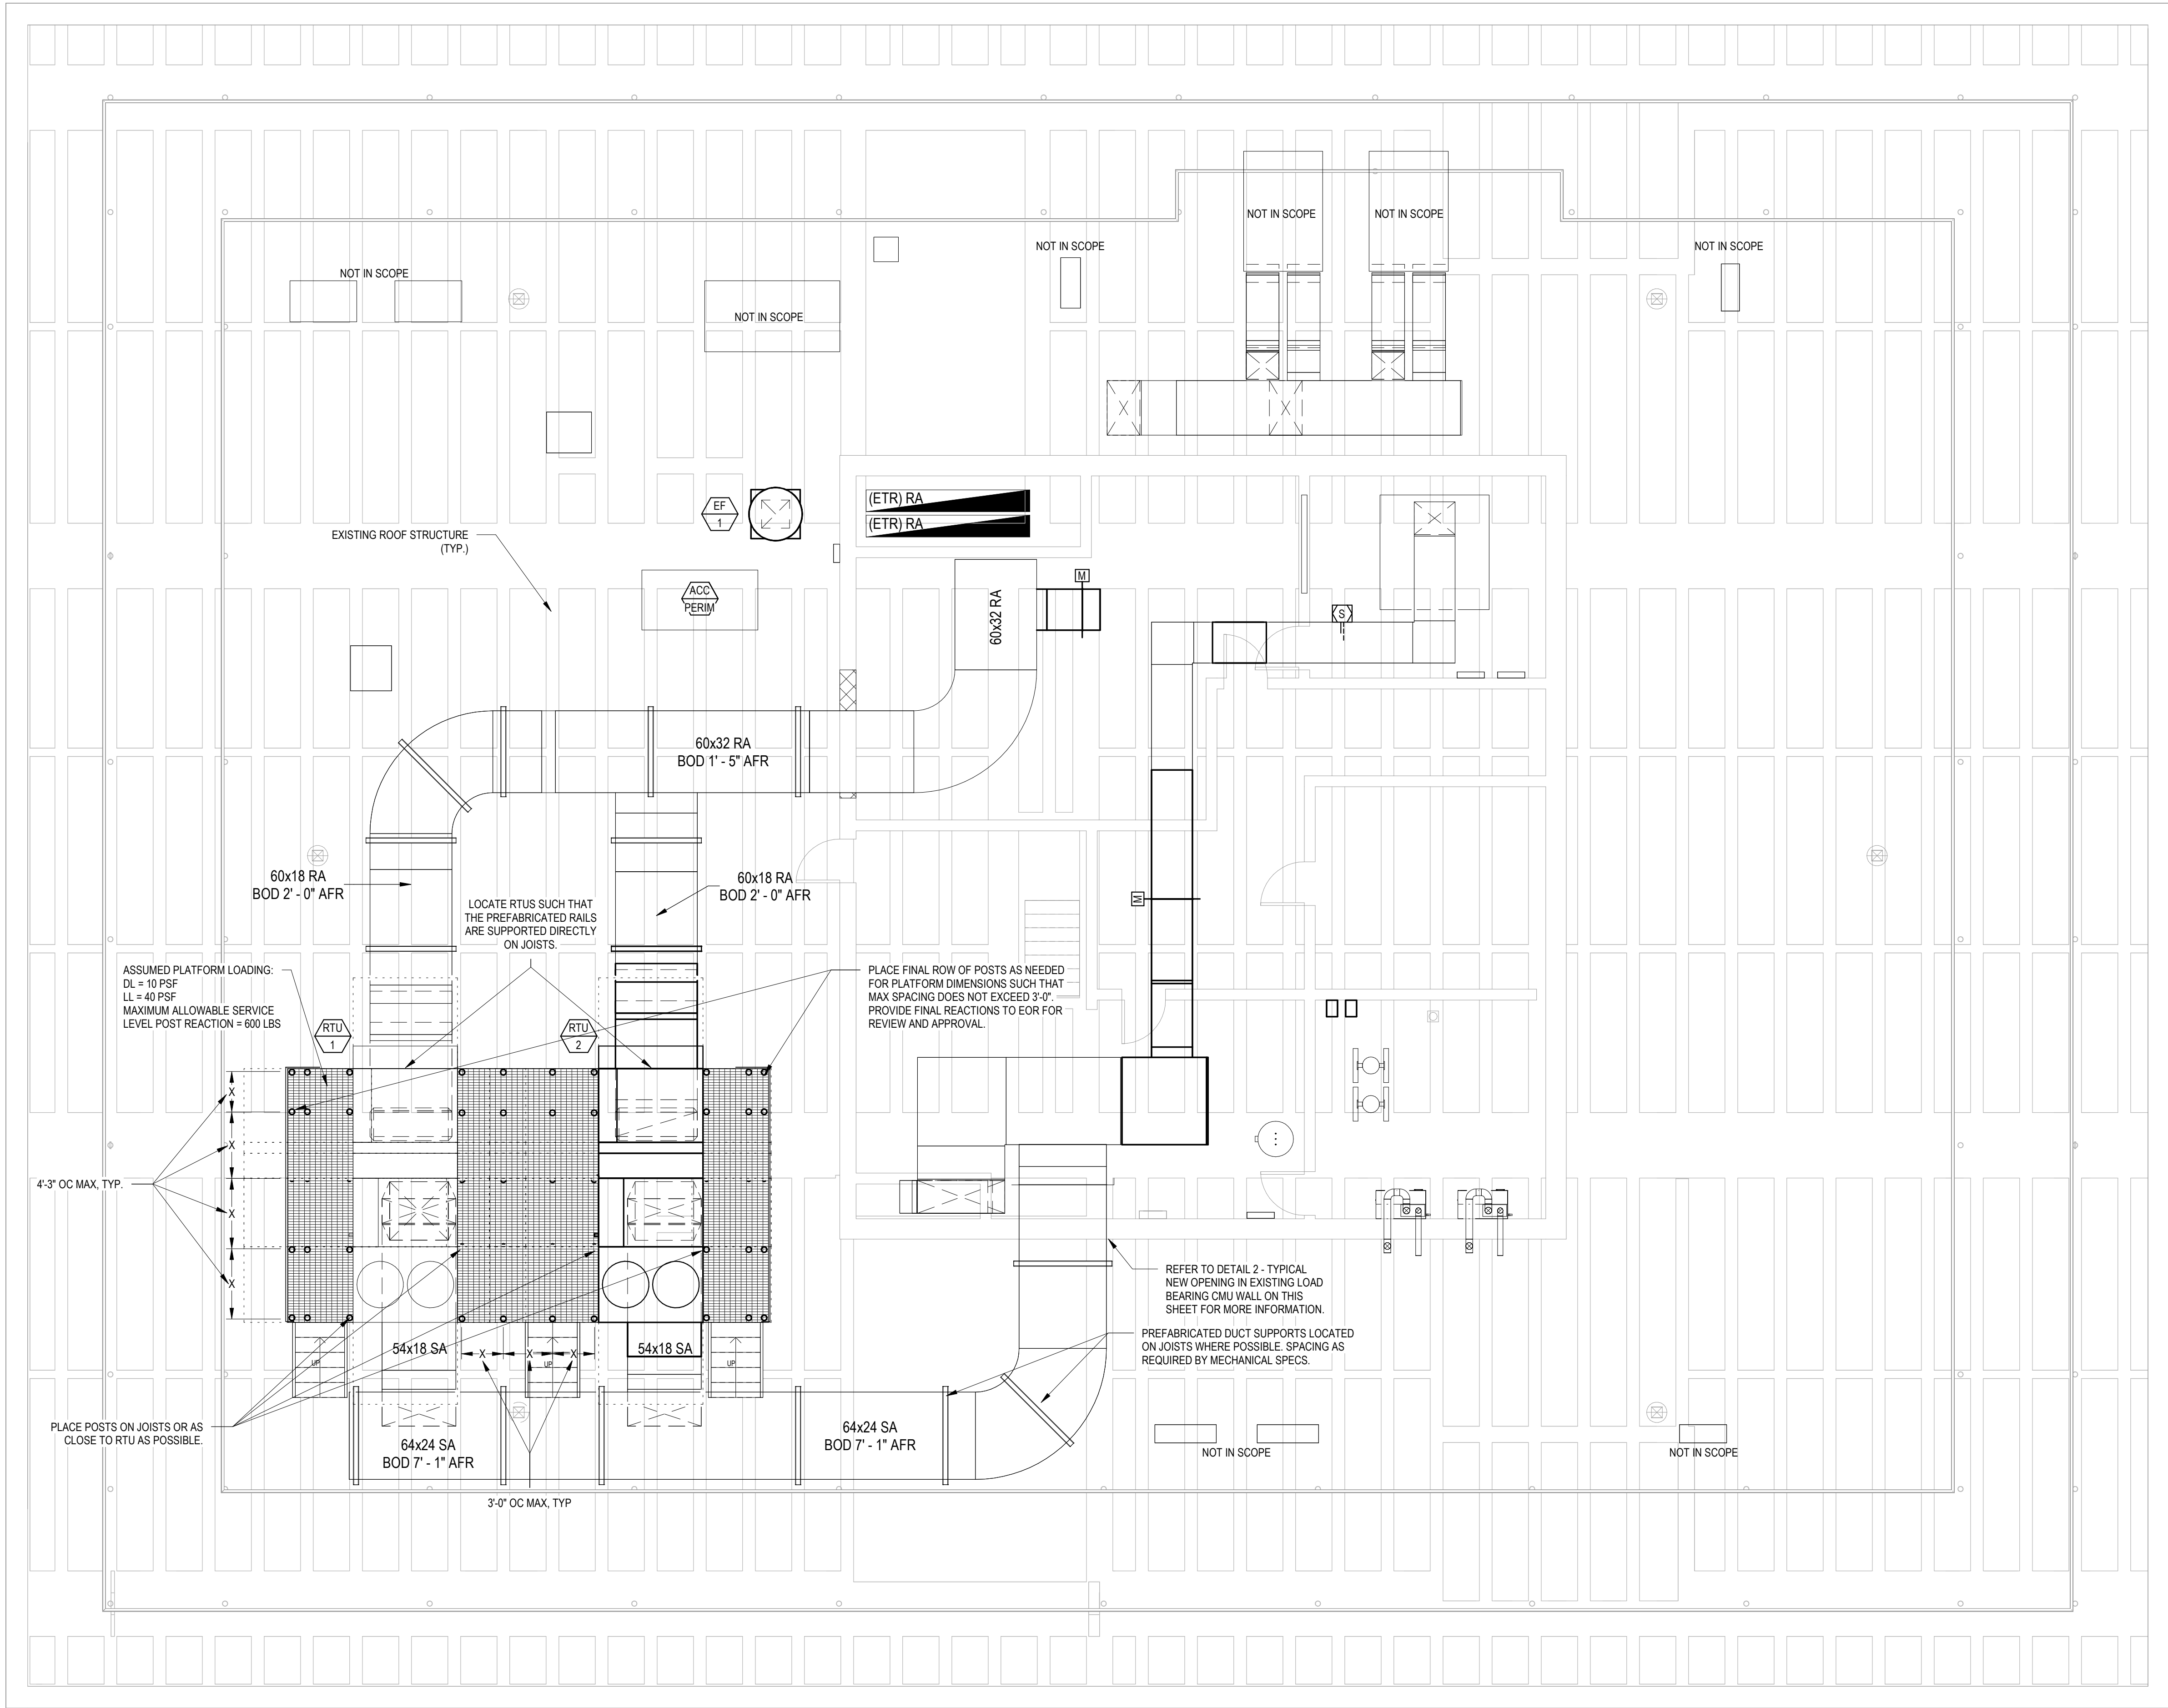 NOT IN SCOPE
NOT IN SCOPE
NOT IN SCOPE
NOT IN SCOPE
NOT IN SCOPE
NOT IN SCOPE
EF
1
(ETR) RA
(ETR) RA
EXISTING ROOF STRUCTURE
(TYP.)
ACC
PERIM
M
60x32 RA
S
60x32 RA
BOD 1' - 5" AFR
60x18 RA
BOD 2' - 0" AFR
60x18 RA
BOD 2' - 0" AFR
M
LOCATE RTUS SUCH THAT
THE PREFABRICATED RAILS
ARE SUPPORTED DIRECTLY
ON JOISTS.
ASSUMED PLATFORM LOADING:
DL = 10 PSF
LL = 40 PSF
MAXIMUM ALLOWABLE SERVICE
LEVEL POST REACTION = 600 LBS
RTU
1
RTU
2
PLACE FINAL ROW OF POSTS AS NEEDED
FOR PLATFORM DIMENSIONS SUCH THAT
MAX SPACING DOES NOT EXCEED 3'-0".
PROVIDE FINAL REACTIONS TO EOR FOR
REVIEW AND APPROVAL.
X
X
4'-3" OC MAX, TYP.
X
X
REFER TO DETAIL 2 - TYPICAL
NEW OPENING IN EXISTING LOAD
BEARING CMU WALL ON THIS
SHEET FOR MORE INFORMATION.
PREFABRICATED DUCT SUPPORTS LOCATED
ON JOISTS WHERE POSSIBLE. SPACING AS
REQUIRED BY MECHANICAL SPECS.
54x18 SA
X
X
X
54x18 SA
UP
UP
UP
PLACE POSTS ON JOISTS OR AS
CLOSE TO RTU AS POSSIBLE.
64x24 SA
BOD 7' - 1" AFR
64x24 SA
BOD 7' - 1" AFR
NOT IN SCOPE
NOT IN SCOPE
3'-0" OC MAX, TYP